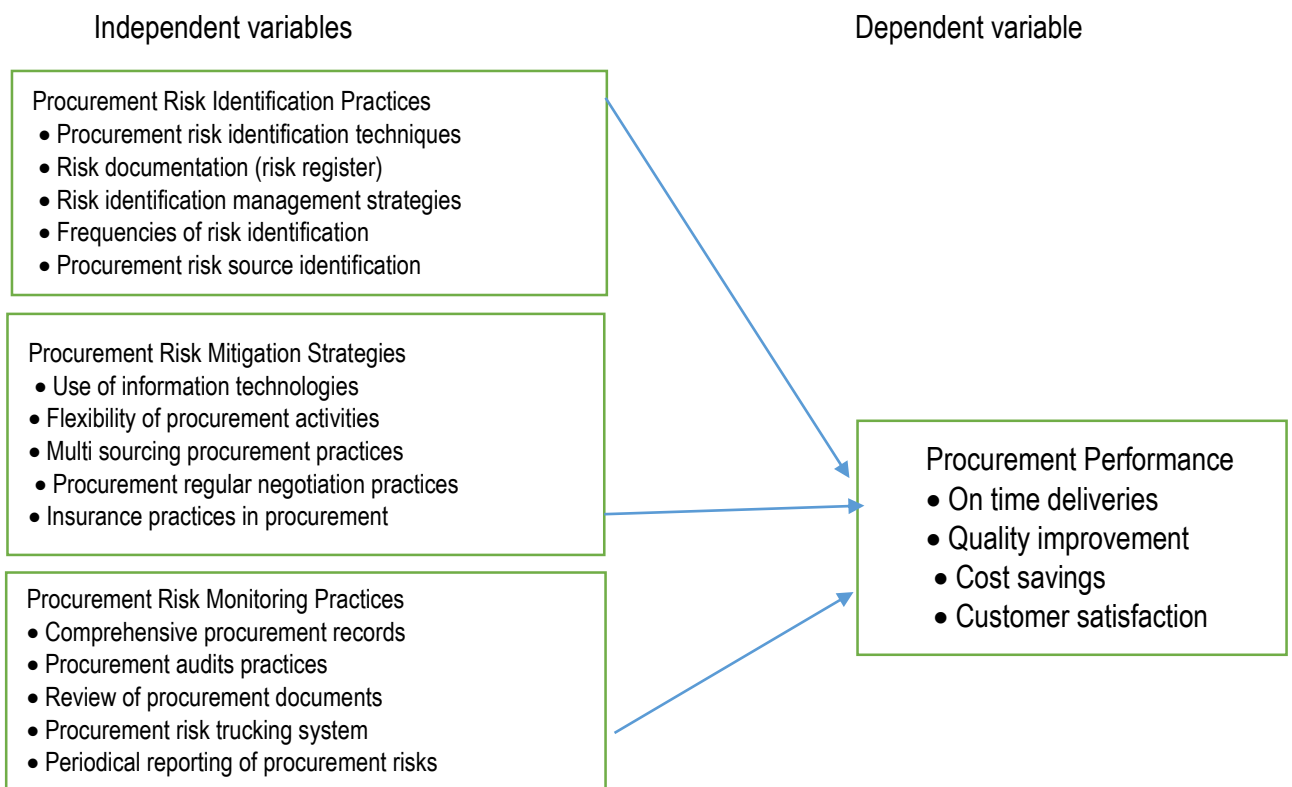 Independent variables
Dependent variable
Procurement Risk Identification Practices
• Procurement risk identification techniques
• Risk documentation (risk register)
• Risk identification management strategies
• Frequencies of risk identification
• Procurement risk source identification
Procurement Risk Mitigation Strategies
• Use of information technologies
• Flexibility of procurement activities
• Multi sourcing procurement practices
• Procurement regular negotiation practices
• Insurance practices in procurement
Procurement Risk Monitoring Practices
• Comprehensive procurement records
• Procurement audits practices
• Review of procurement documents
• Procurement risk trucking system
• Periodical reporting of procurement risks
Procurement Performance
• On time deliveries
• Quality improvement
• Cost savings
• Customer satisfaction